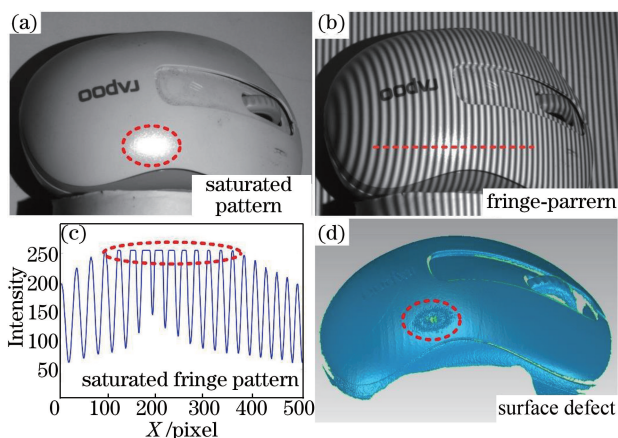 (a)
rapoo
saturated
pattern
(b)
rapoo
fringe-parrern
(c)
250
200
150
100
50
Intensity
saturated fringe pattern
0 100 200 300 400 500
X /pixel
(d)
surface defect